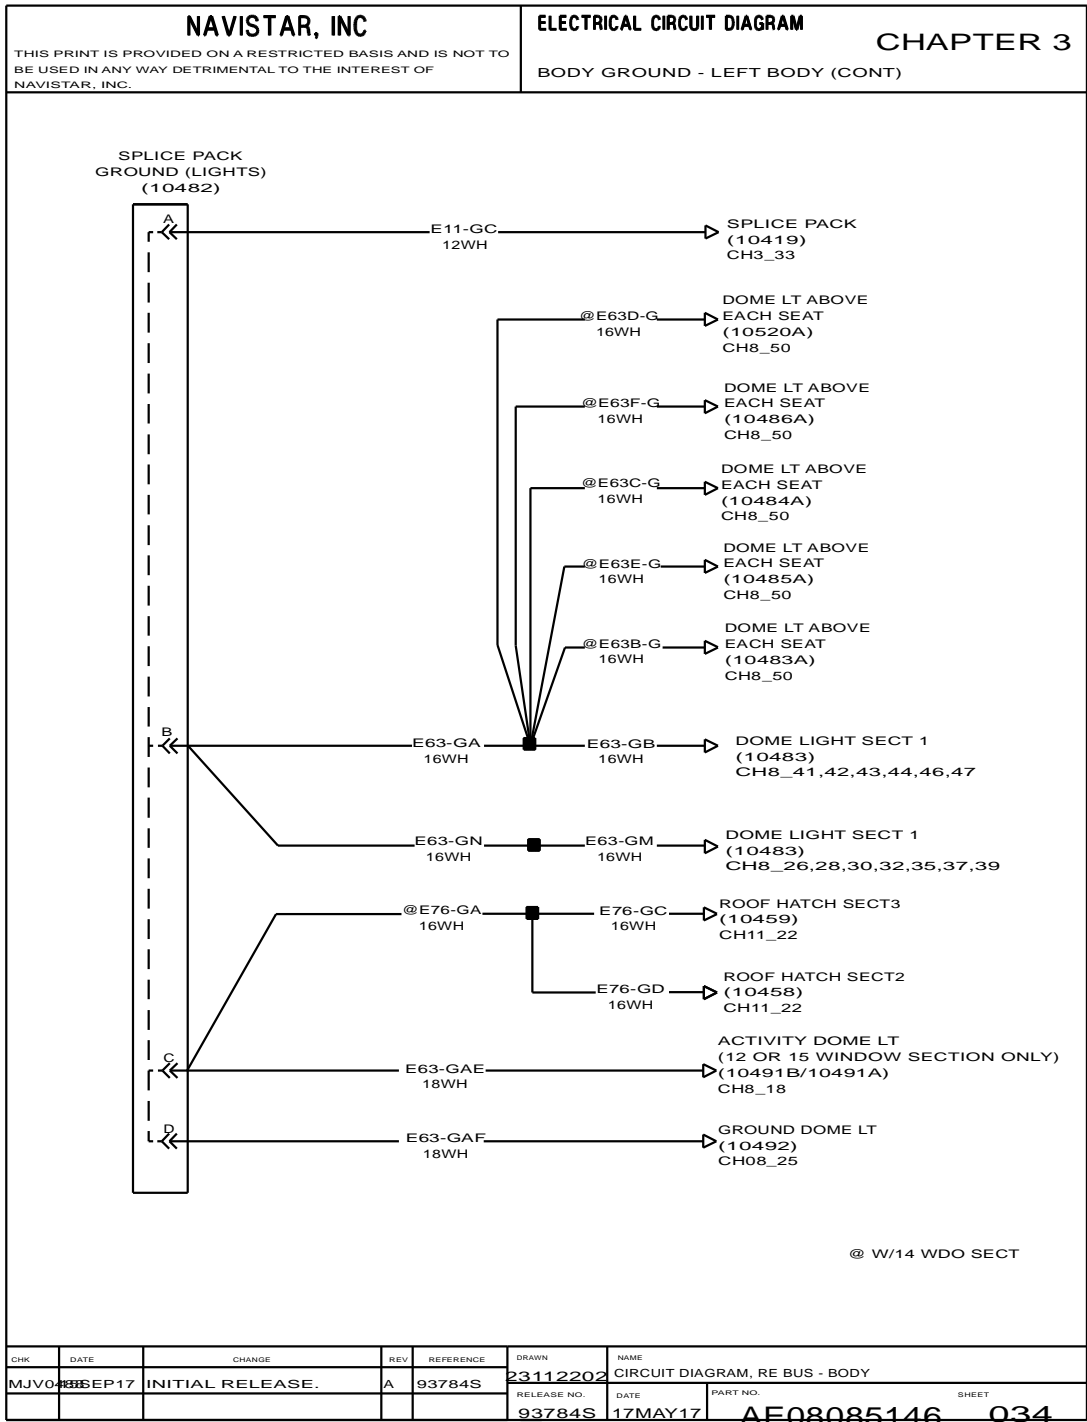 NAVISTAR, INC
THIS PRINT IS PROVIDED ON A RESTRICTED BASIS AND IS NOT TO
BE USED IN ANY WAY DETRIMENTAL TO THE INTEREST OF
NAVISTAR, INC.
ELECTRICAL CIRCUIT DIAGRAM
CHAPTER 3
BODY GROUND - LEFT BODY (CONT)
SPLICE PACK
GROUND (LIGHTS)
(10482)
A
E11-GC
12WH
SPLICE PACK
(10419)
CH3_33
@E63D-G
16WH
DOME LT ABOVE
EACH SEAT
(10520A)
CH8_50
@E63F-G
16WH
DOME LT ABOVE
EACH SEAT
(10486A)
CH8_50
@E63C-G
16WH
DOME LT ABOVE
EACH SEAT
(10484A)
CH8_50
@E63E-G
16WH
DOME LT ABOVE
EACH SEAT
(10485A)
CH8_50
@E63B-G
16WH
DOME LT ABOVE
EACH SEAT
(10483A)
CH8_50
B
E63-GA
16WH
E63-GB
16WH
DOME LIGHT SECT 1
(10483)
CH8_41,42,43,44,46,47
E63-GN
16WH
E63-GM
16WH
DOME LIGHT SECT 1
(10483)
CH8_26,28,30,32,35,37,39
@E76-GA
16WH
E76-GC
16WH
ROOF HATCH SECT3
(10459)
CH11_22
E76-GD
16WH
ROOF HATCH SECT2
(10458)
CH11_22
C
E63-GAE
18WH
ACTIVITY DOME LT
(12 OR 15 WINDOW SECTION ONLY)
(10491B/10491A)
CH8_18
D
E63-GAF
18WH
GROUND DOME LT
(10492)
CH08_25
@ W/14 WDO SECT
CHK DATE CHANGE REV REFERENCE
INITIAL RELEASE. A 93784S
DRAWN
23112202
NAME
CIRCUIT DIAGRAM, RE BUS - BODY
RELEASE NO.
93784S
DATE
17MAY17
PART NO.
AE08085146
SHEET
034